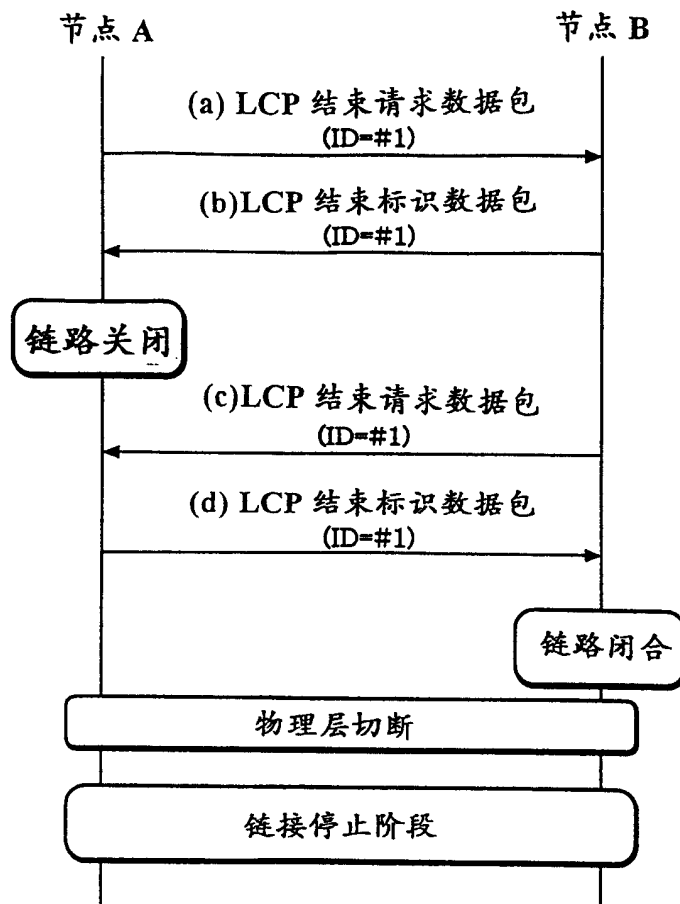 节点 A
节点 B
(a) LCP 结束请求数据包
(ID=#1)
(b)LCP 结束标识数据包
(ID=#1)
链路关闭
(c)LCP 结束请求数据包
(ID=#1)
(d) LCP 结束标识数据包
(ID=#1)
链路闭合
物理层切断
链接停止阶段